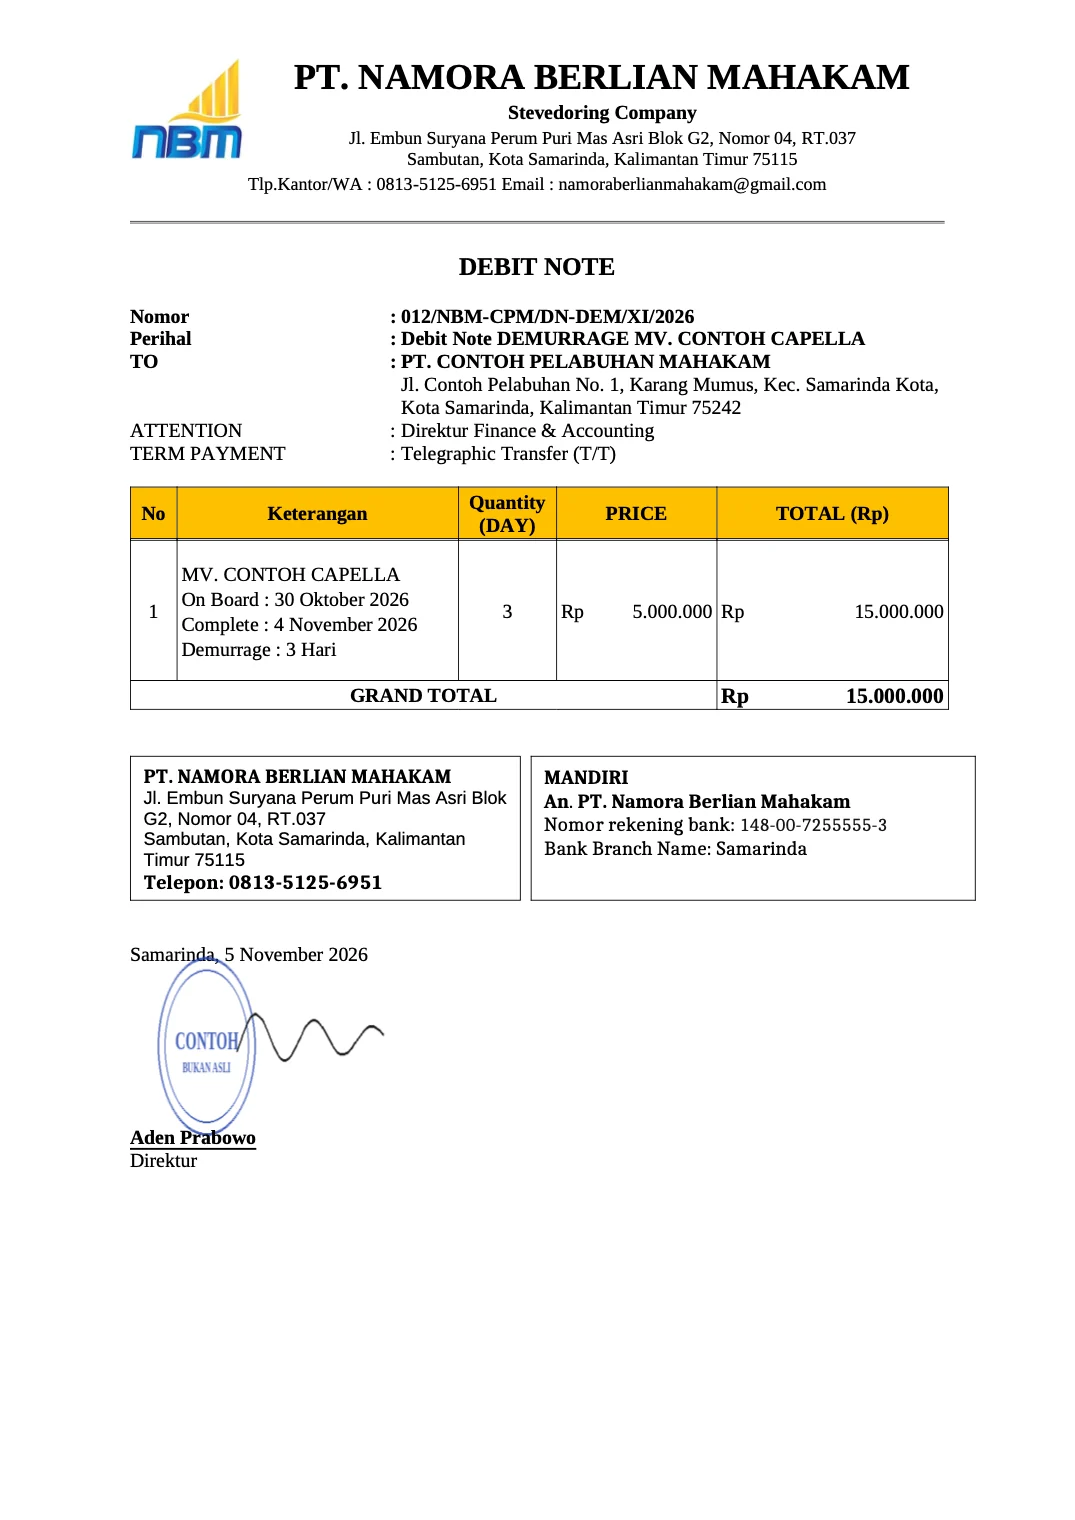 nbm
PT. NAMORA BERLIAN MAHAKAM
Stevedoring Company
Jl. Embun Suryana Perum Puri Mas Asri Blok G2, Nomor 04, RT.037
Sambutan, Kota Samarinda, Kalimantan Timur 75115
Tlp.Kantor/WA : 0813-5125-6951 Email : namoraberlianmahakam@gmail.com
DEBIT NOTE
Nomor : 012/NBM-CPM/DN-DEM/XI/2026
Perihal : Debit Note DEMURRAGE MV. CONTOH CAPELLA
TO : PT. CONTOH PELABUHAN MAHAKAM
Jl. Contoh Pelabuhan No. 1, Karang Mumus, Kec. Samarinda Kota,
Kota Samarinda, Kalimantan Timur 75242
ATTENTION : Direktur Finance & Accounting
TERM PAYMENT : Telegraphic Transfer (T/T)
No Keterangan Quantity (DAY) PRICE TOTAL (Rp)
MV. CONTOH CAPELLA
On Board : 30 Oktober 2026
Complete : 4 November 2026
Demurrage : 3 Hari
1 3 Rp 5.000.000 Rp 15.000.000
GRAND TOTAL Rp 15.000.000
PT. NAMORA BERLIAN MAHAKAM
Jl. Embun Suryana Perum Puri Mas Asri Blok
G2, Nomor 04, RT.037
Sambutan, Kota Samarinda, Kalimantan
Timur 75115
Telepon: 0813-5125-6951
MANDIRI
An. PT. Namora Berlian Mahakam
Nomor rekening bank: 148-00-7255555-3
Bank Branch Name: Samarinda
Samarinda, 5 November 2026
CONTOH
BUKAN ASLI
Aden Prabowo
Direktur